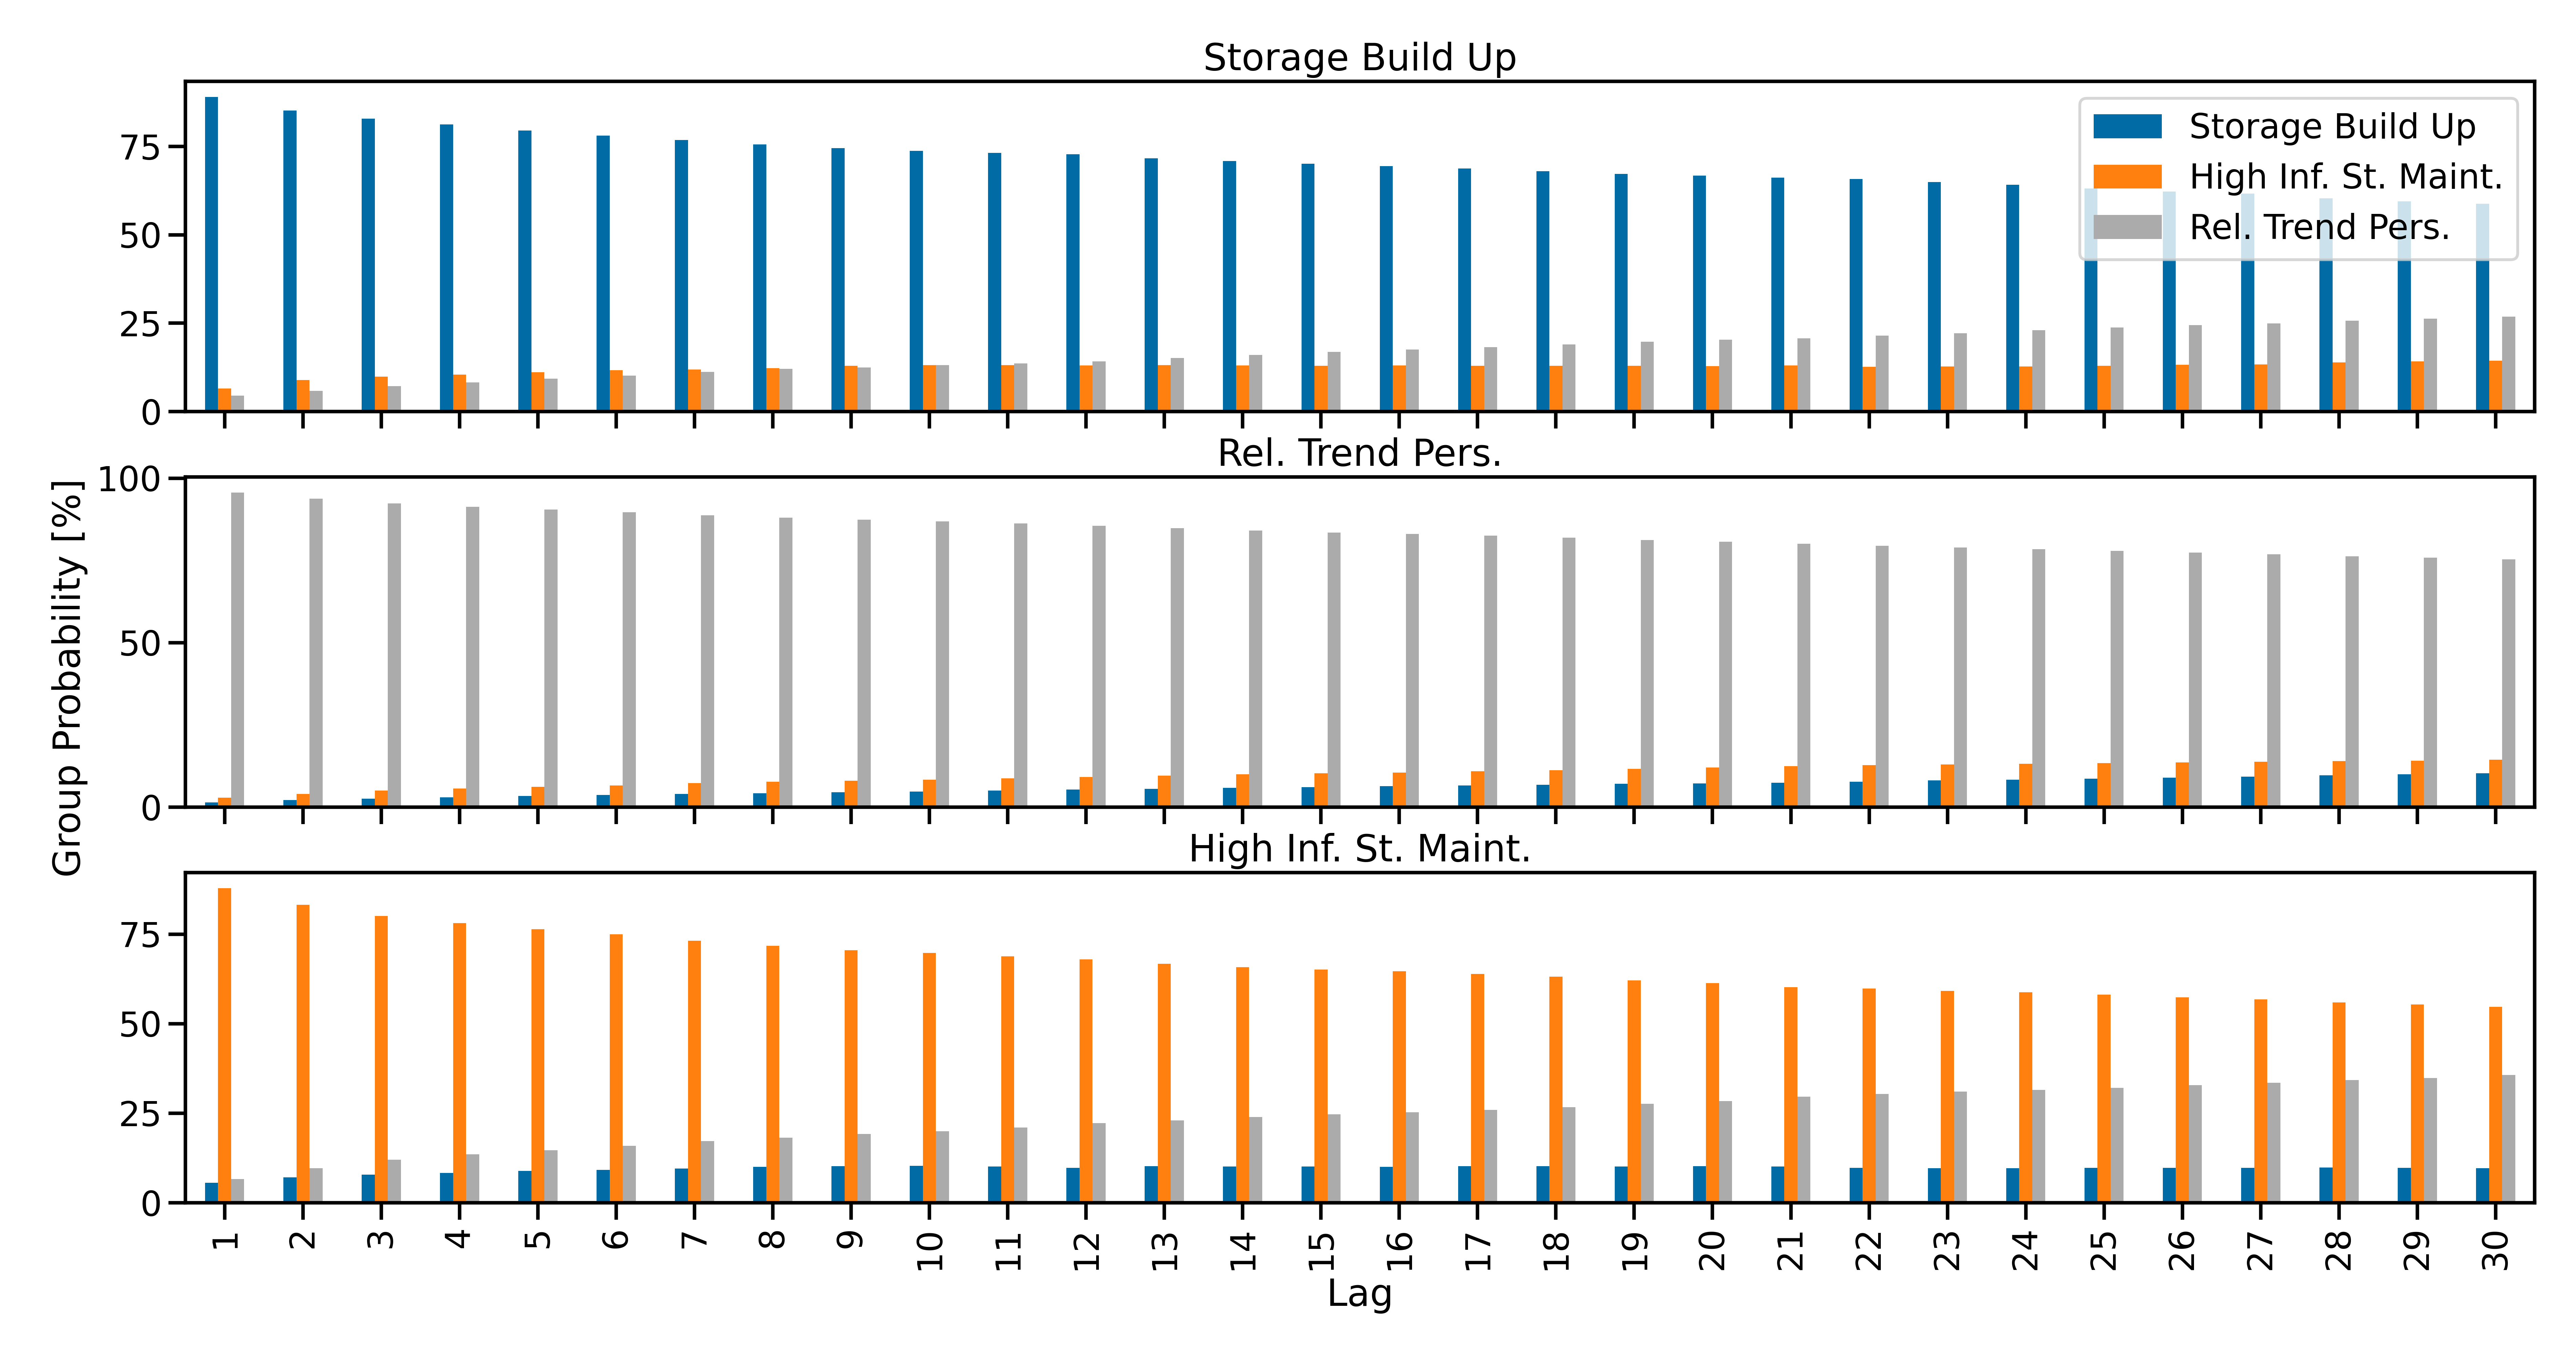 Storage Build Up
75
50
25
0
Storage Build Up
High Inf. St. Maint.
Rel. Trend Pers.
Rel. Trend Pers.
Group Probability [%]
100
50
0
High Inf. St. Maint.
75
50
25
0
1 2 3 4 5 6 7 8 9 10 11 12 13 14 15 16 17 18 19 20 21 22 23 24 25 26 27 28 29 30
Lag